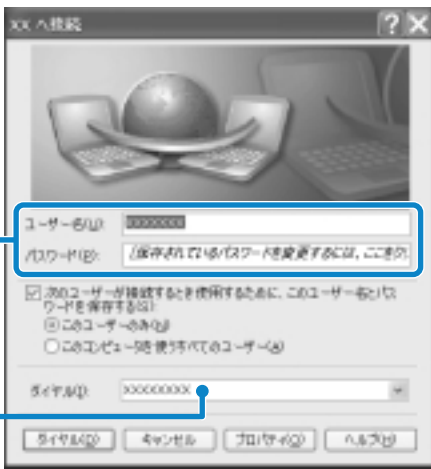 xx へ接続
ユーザー名(U): xxxxxxxx
パスワード(P): [保存されているパスワードを変更するには、ここをク
次のユーザーが接続するとき使用するために、このユーザー名とパス
ワードを保存する(S):
このユーザーのみ(N)
このコンピュータを使うすべてのユーザー(A)
ダイヤル(I): xxxxxxxxx
ダイヤル(D) キャンセル プロパティ(O) ヘルプ(H)